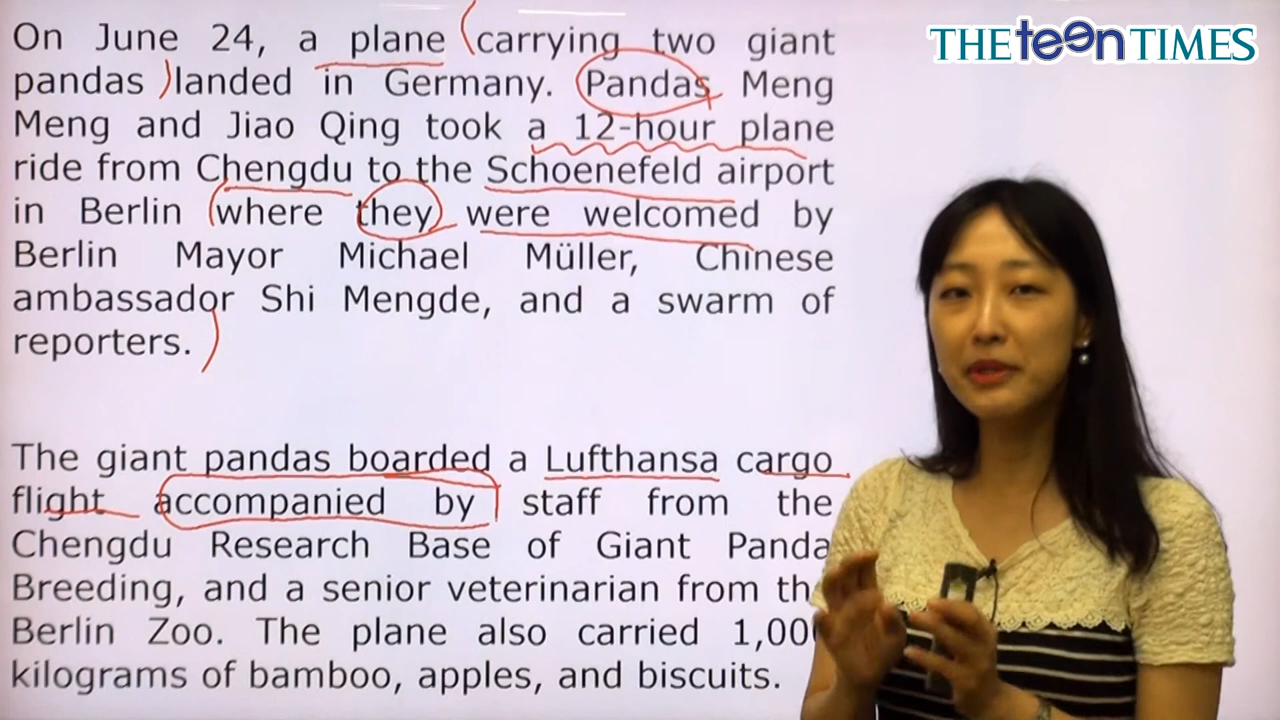 THE teen TIMES
On June 24, a plane carrying two giant
pandas landed in Germany. Pandas Meng
Meng and Jiao Qing took a 12-hour plane
ride from Chengdu to the Schoenefeld airport
in Berlin where they were welcomed by
Berlin Mayor Michael Müller, Chinese
ambassador Shi Mengde, and a swarm of
reporters.
The giant pandas boarded a Lufthansa cargo
flight accompanied by staff from the
Chengdu Research Base of Giant Panda
Breeding, and a senior veterinarian from th
Berlin Zoo. The plane also carried 1,00
kilograms of bamboo, apples, and biscuits.